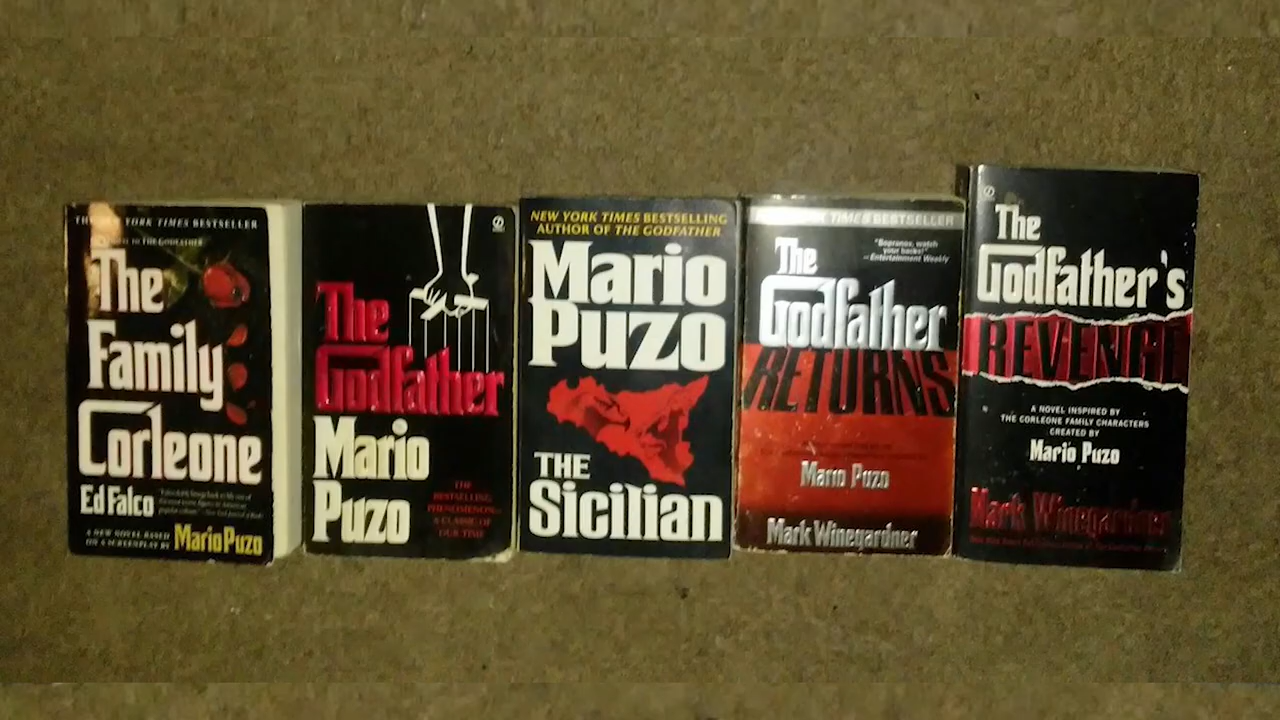 YORK TIMES BESTSELLER
TO THE GODFATHER
The
Family
Corleone
Ed Falco
A NEW NOVEL BASED
ON A SCREENPLAY BY Mario Puzo
The
Godfather
Mario
Puzo
THE
BESTSELLING
PHENOMENON—
A CLASSIC OF
OUR TIME
NEW YORK TIMES BESTSELLING
AUTHOR OF THE GODFATHER
Mario
Puzo
THE
Sicilian
TIMES BESTSELLER
"Sopranos, watch
your backs!"
—Entertainment Weekly
The
Godfather
RETURNS
Mario Puzo
Mark Winegardner
The
Godfather's
REVENGE
A NOVEL INSPIRED BY
THE CORLEONE FAMILY CHARACTERS
CREATED BY
Mario Puzo
Mark Winegardner